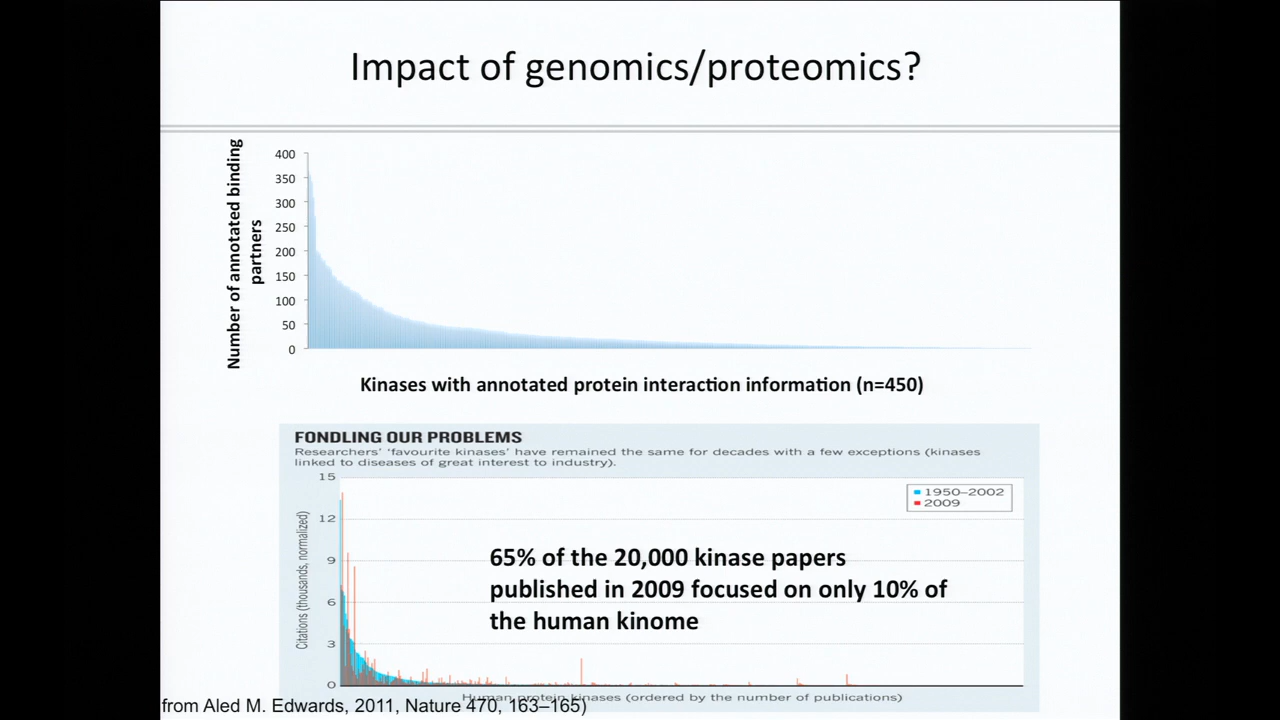 Impact of genomics/proteomics?
Number of annotated binding
partners
400
350
300
250
200
150
100
50
0
Kinases with annotated protein interaction information (n=450)
FONDLING OUR PROBLEMS
Researchers' 'favourite kinases' have remained the same for decades with a few exceptions (kinases
linked to diseases of great interest to industry).
15
12
9
6
3
0
Citations (thousands, normalized)
1950–2002
2009
65% of the 20,000 kinase papers
published in 2009 focused on only 10% of
the human kinome
Human protein kinases (ordered by the number of publications)
from Aled M. Edwards, 2011, Nature 470, 163–165)